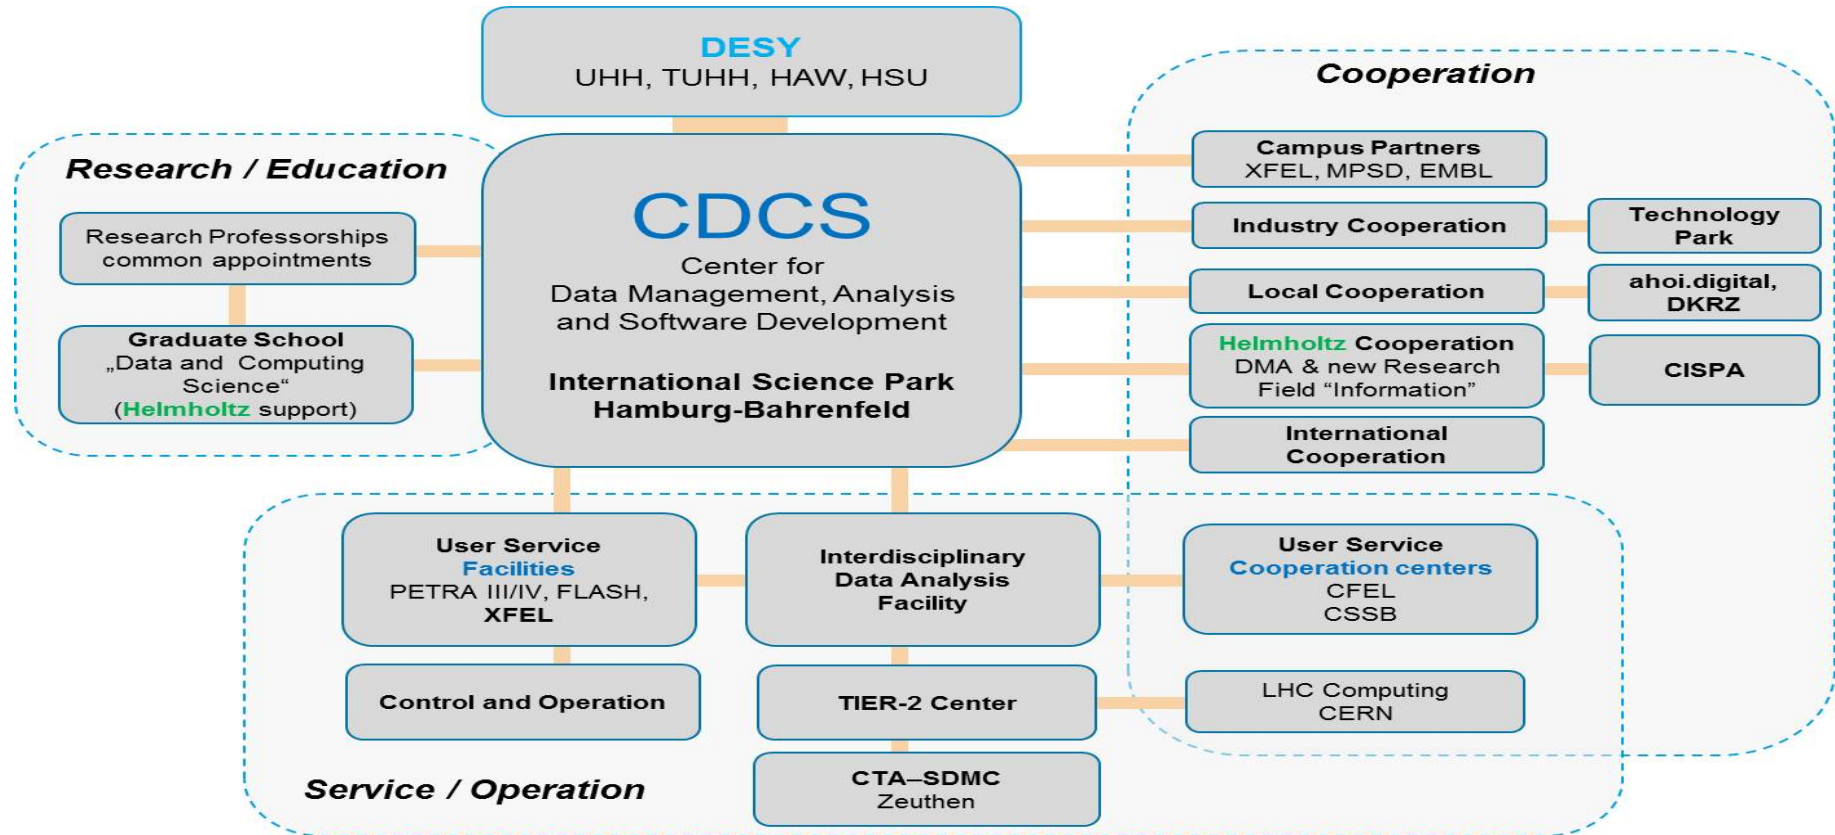 DESY
UHH, TUHH, HAW, HSU
Research / Education
Research Professorships
common appointments
Graduate School
„Data and Computing
Science“
(Helmholtz support)
CDCS
Center for
Data Management, Analysis
and Software Development
International Science Park
Hamburg-Bahrenfeld
Cooperation
Campus Partners
XFEL, MPSD, EMBL
Industry Cooperation
Technology
Park
Local Cooperation
ahoi.digital,
DKRZ
Helmholtz Cooperation
DMA & new Research
Field “Information”
CISPA
International
Cooperation
User Service
Facilities
PETRA III/IV, FLASH,
XFEL
Interdisciplinary
Data Analysis
Facility
User Service
Cooperation centers
CFEL
CSSB
Control and Operation
TIER-2 Center
LHC Computing
CERN
CTA–SDMC
Zeuthen
Service / Operation